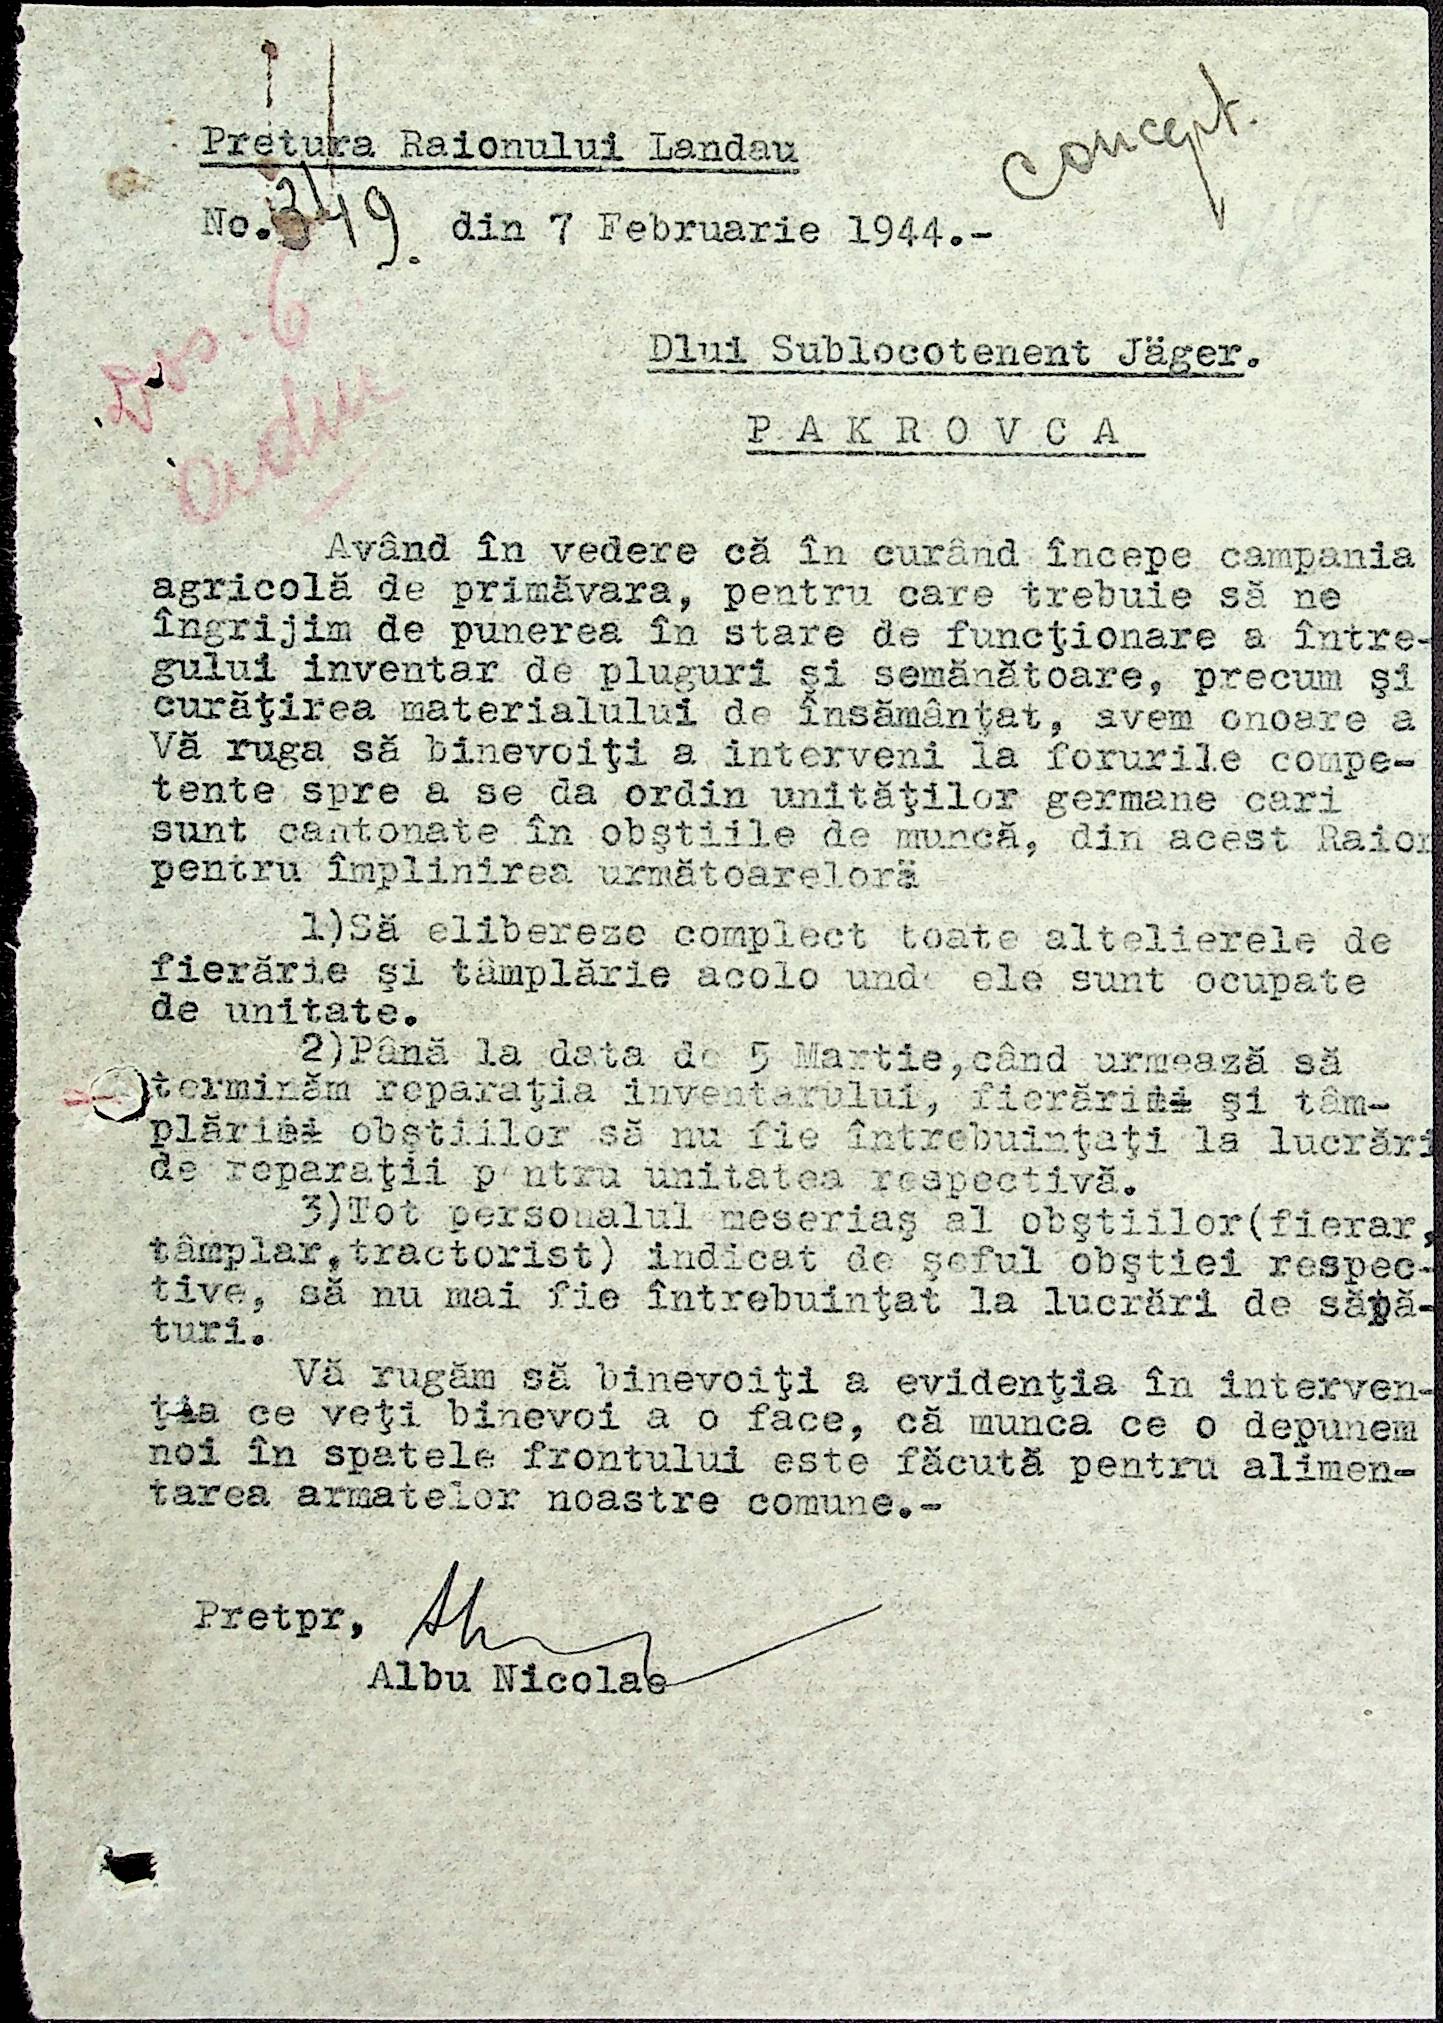 concept.
Pretura Raionului Landau
No. 3419. din 7 Februarie 1944.-
Dos. 6
Dlui Sublocotenent Jäger.
P A K R O V C A
Având în vedere că în curând începe campania
agricolă de primăvara, pentru care trebuie să ne
îngrijim de punerea în stare de funcţionare a între-
gului inventar de pluguri şi semănătoare, precum şi
curăţirea materialului de însămânţat, avem onoare a
Vă ruga să binevoiţi a interveni la forurile compe-
tente spre a se da ordin unităţilor germane cari
sunt cantonate în obştiile de muncă, din acest Raion
pentru împlinirea următoarelor:
1)Să elibereze complect toate altelierele de
fierărie şi tâmplărie acolo unde ele sunt ocupate
de unitate.
2)Până la data de 5 Martie,când urmează să
terminăm reparaţia inventarului, fierării şi tâm-
plării obştiilor să nu fie întrebuinţaţi la lucrări
de reparaţii pentru unitatea respectivă.
3)Tot personalul meseriaş al obştiilor(fierar,
tâmplar,tractorist) indicat de şeful obştiei respec-
tive, să nu mai fie întrebuinţat la lucrări de săpă-
turi.
Vă rugăm să binevoiţi a evidenţia în interven-
ţia ce veţi binevoi a o face, că munca ce o depunem
noi în spatele frontului este făcută pentru alimen-
tarea armatelor noastre comune.-
Pretpr,
Albu Nicolae